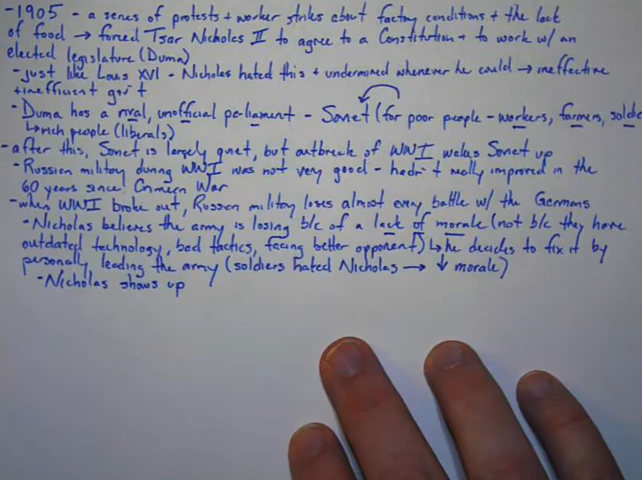 -1905 - a series of protests + worker strikes about factory conditions + the lack
of food → forced Tsar Nicholas II to agree to a Constitution + to work w/ an
elected legislature (Duma)
-just like Louis XVI - Nicholas hated this + undermined whenever he could → ineffective
+ inefficient gov't
-Duma has a rival, unofficial parliament - Soviet (for poor people - workers, farmers, soldie
↳rich people (liberals)
-after this, Soviet is largely quiet, but outbreak of WWI wakes Soviet up
-Russian military during WWI was not very good - hadn't really improved in the
60 years since Crimean War
-when WWI broke out, Russian military loses almost every battle w/ the Germans
-Nicholas believes the army is losing b/c of a lack of morale (not b/c they have
outdated technology, bad tactics, facing better opponent) ↳he decides to fix it by
personally leading the army (soldiers hated Nicholas → ↓ morale)
-Nicholas shows up